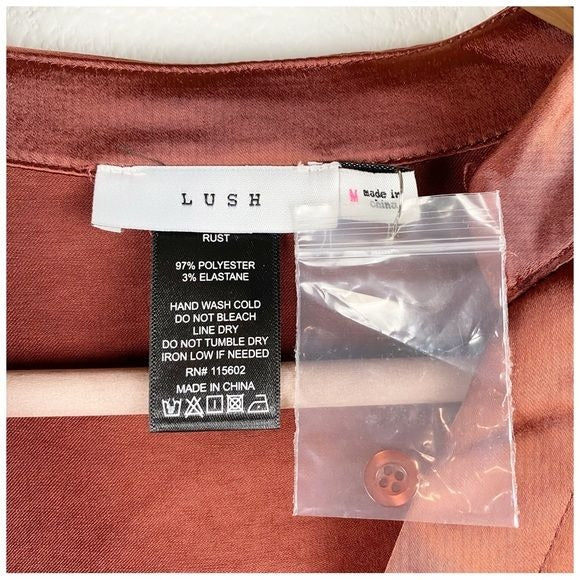 LUSH
M made in
china
RUST
97% POLYESTER
3% ELASTANE
HAND WASH COLD
DO NOT BLEACH
LINE DRY
DO NOT TUMBLE DRY
IRON LOW IF NEEDED
RN# 115602
MADE IN CHINA